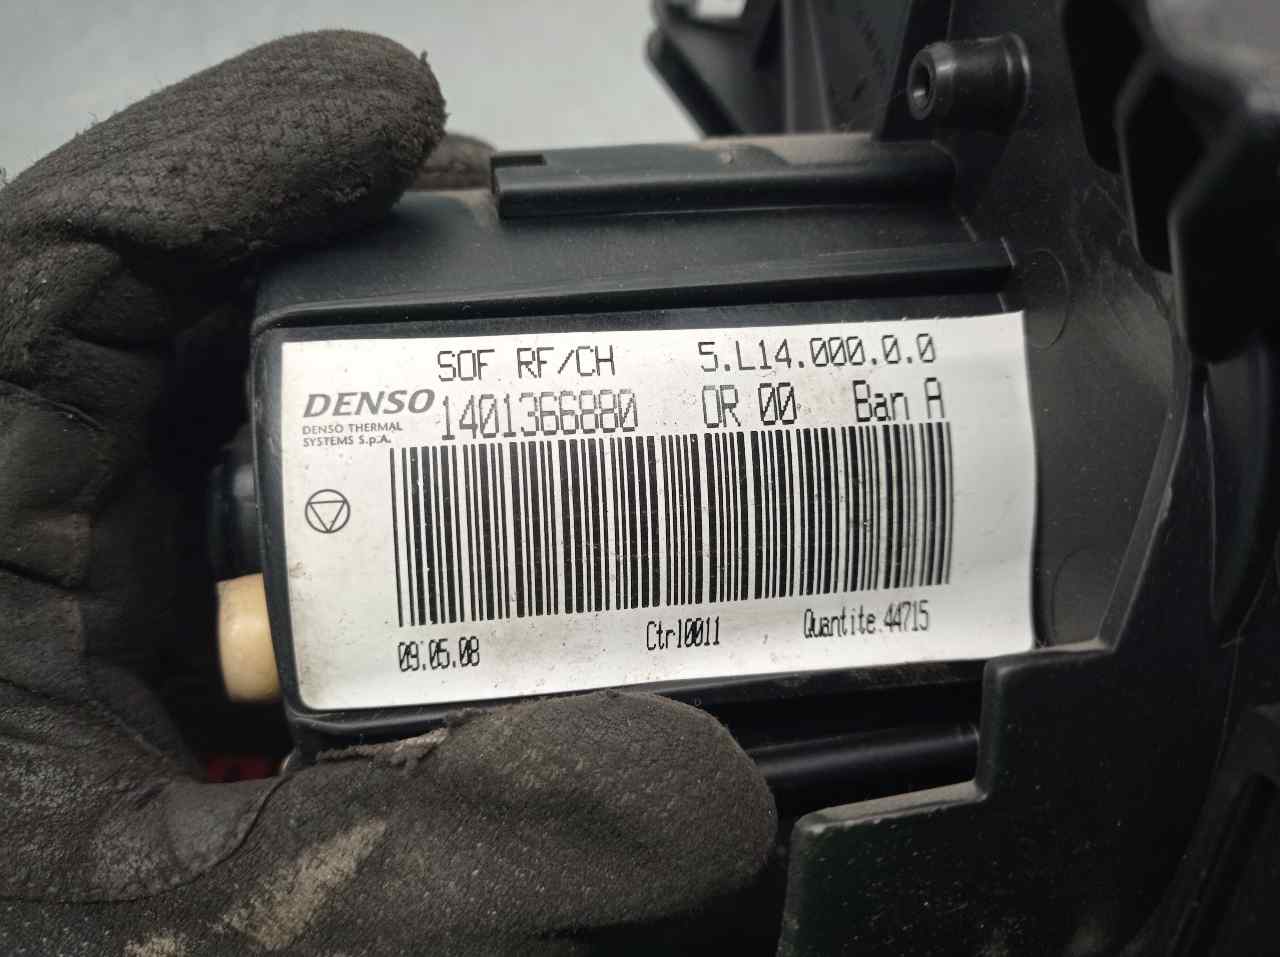 SOF RF/CH 5.L14.000.0.0
DENSO 1401366880 OR 00 Ban A
DENSO THERMAL
SYSTEMS S.p.A.
09.05.08 Ctrl0011 Quantite.44715